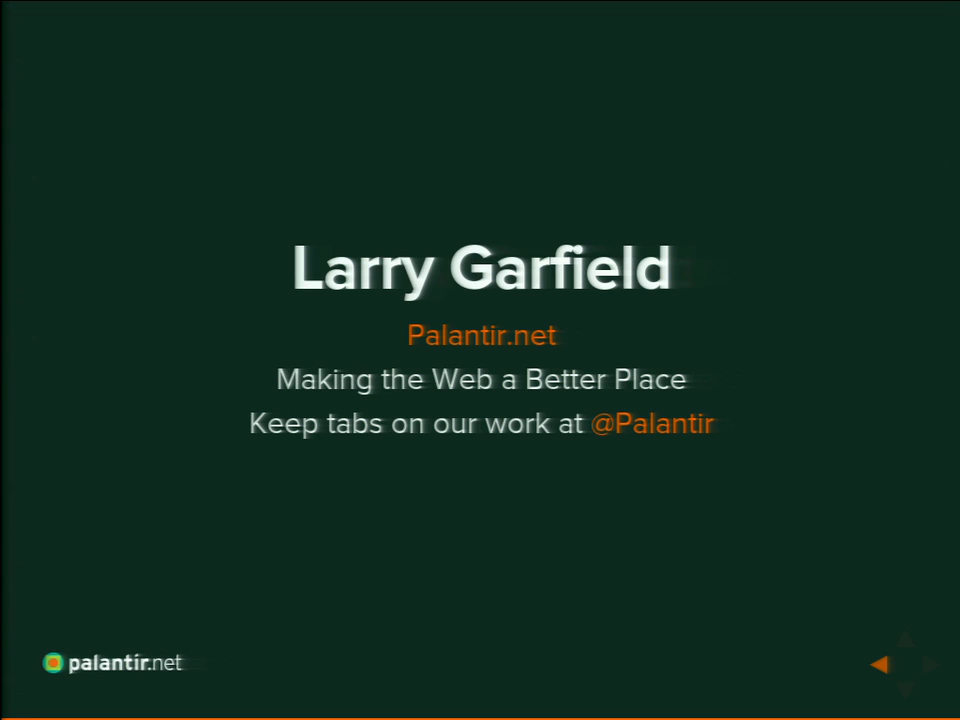 Larry Garfield
Palantir.net
Making the Web a Better Place
Keep tabs on our work at @Palantir
palantir.net